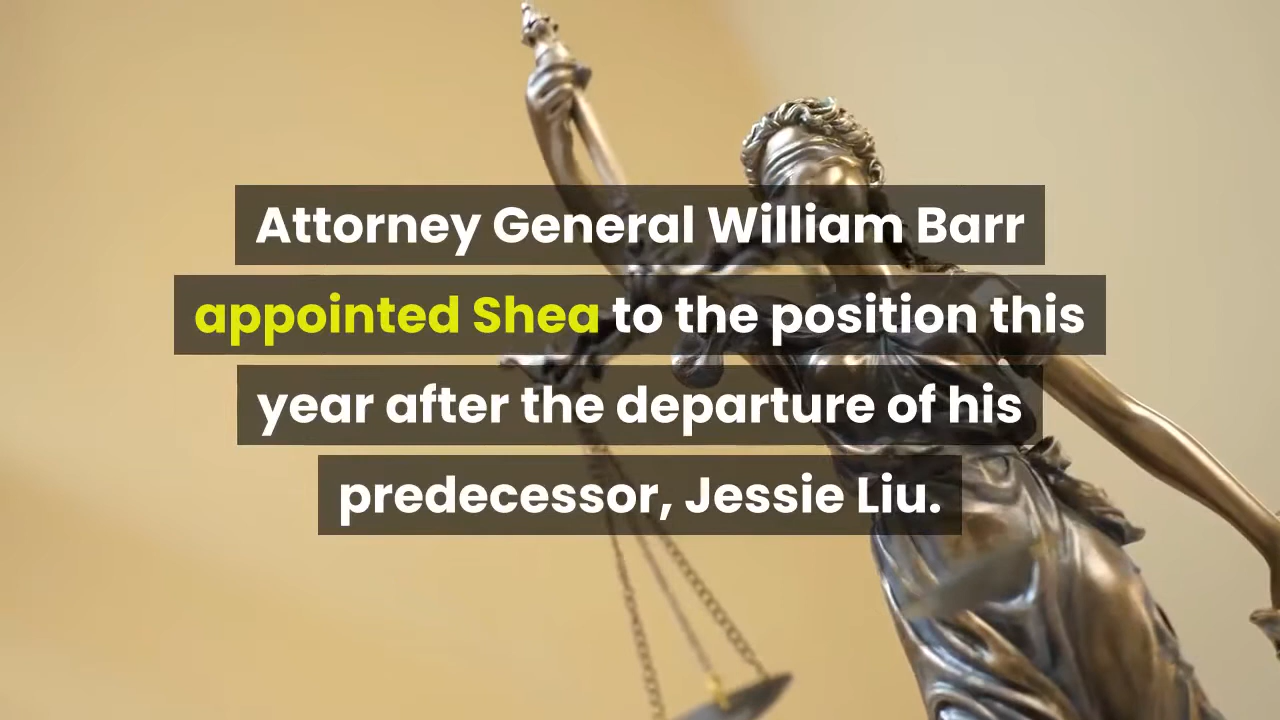 Attorney General William Barr
appointed Shea to the position this
year after the departure of his
predecessor, Jessie Liu.